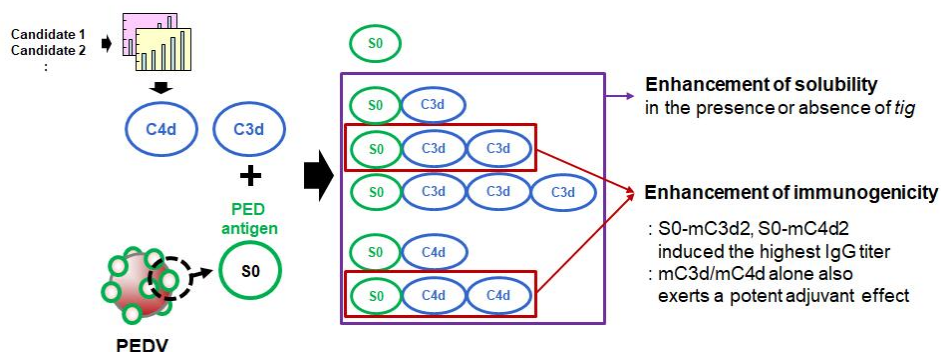 Candidate 1
Candidate 2
:
C4d
C3d
+
PED
antigen
S0
PEDV
S0
S0 C3d
S0 C3d C3d
S0 C3d C3d C3d
S0 C4d
S0 C4d C4d
Enhancement of solubility
in the presence or absence of tig
Enhancement of immunogenicity
: S0-mC3d2, S0-mC4d2
induced the highest IgG titer
: mC3d/mC4d alone also
exerts a potent adjuvant effect